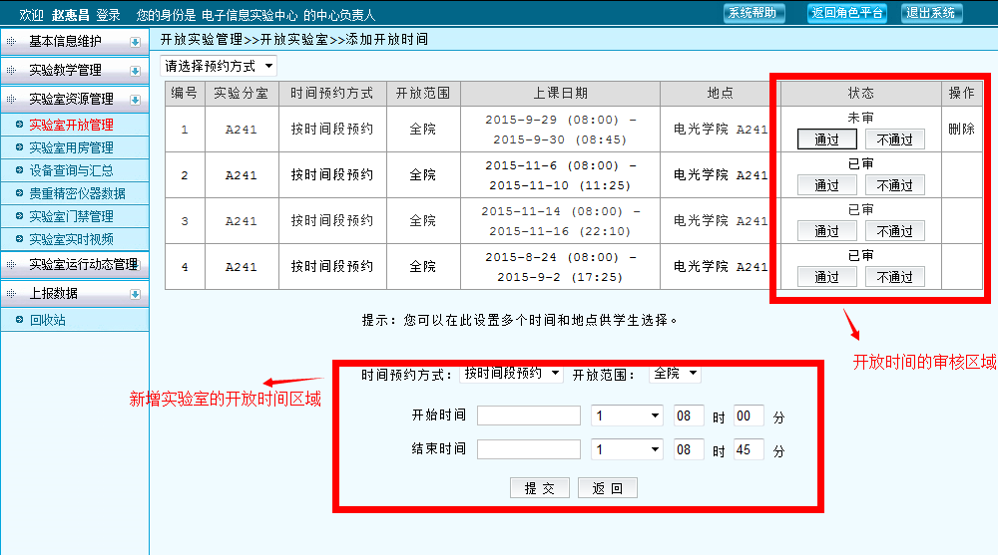 欢迎 赵惠昌 登录 您的身份是 电子信息实验中心 的中心负责人 系统帮助 返回角色平台 退出系统
基本信息维护
实验教学管理
实验室资源管理
实验室开放管理
实验室用房管理
设备查询与汇总
贵重精密仪器数据
实验室门禁管理
实验室实时视频
实验室运行动态管理
上报数据
回收站
开放实验管理>>开放实验室>>添加开放时间
请选择预约方式
编号 实验分室 时间预约方式 开放范围 上课日期 地点 状态 操作
1 A241 按时间段预约 全院 2015-9-29 (08:00) - 2015-9-30 (08:45) 电光学院 A241 未审 通过 不通过 删除
2 A241 按时间段预约 全院 2015-11-6 (08:00) - 2015-11-10 (11:25) 电光学院 A241 已审 通过 不通过
3 A241 按时间段预约 全院 2015-11-14 (08:00) - 2015-11-16 (22:10) 电光学院 A241 已审 通过 不通过
4 A241 按时间段预约 全院 2015-8-24 (08:00) - 2015-9-2 (17:25) 电光学院 A241 已审 通过 不通过
提示：您可以在此设置多个时间和地点供学生选择。
开放时间的审核区域
新增实验室的开放时间区域
时间预约方式： 按时间段预约 开放范围： 全院
开始时间 1 08 时 00 分
结束时间 1 08 时 45 分
提 交 返 回